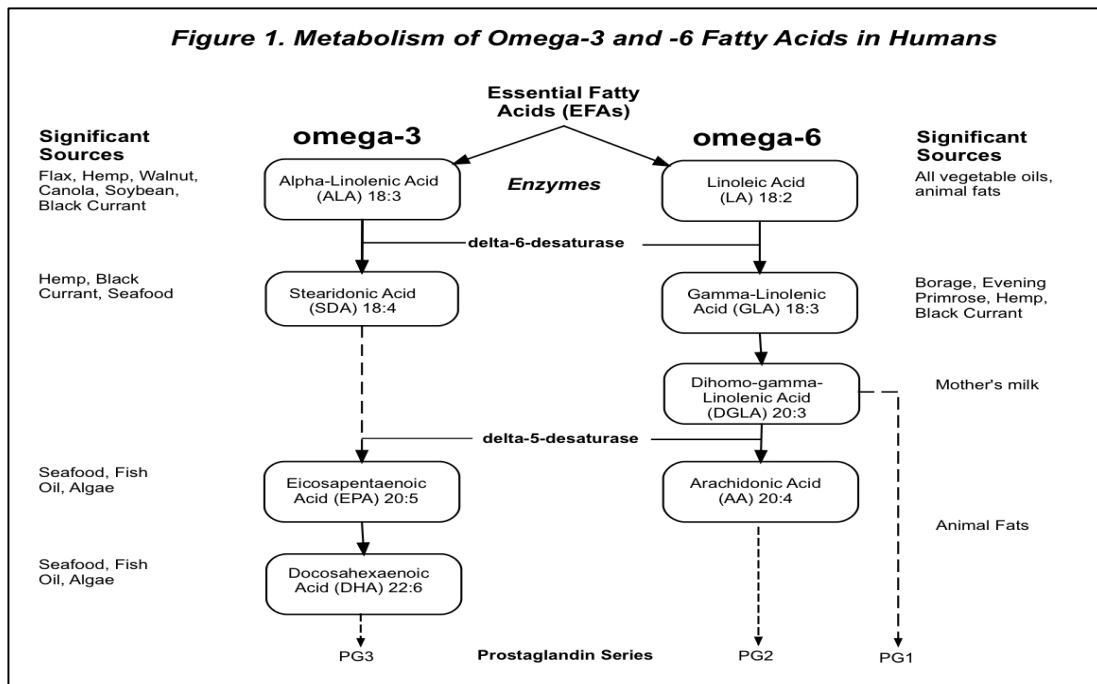 Figure 1. Metabolism of Omega-3 and -6 Fatty Acids in Humans
Essential Fatty
Acids (EFAs)
Significant
Sources
omega-3
omega-6
Significant
Sources
Flax, Hemp, Walnut,
Canola, Soybean,
Black Currant
Alpha-Linolenic Acid
(ALA) 18:3
Enzymes
Linoleic Acid
(LA) 18:2
All vegetable oils,
animal fats
delta-6-desaturase
Hemp, Black
Currant, Seafood
Stearidonic Acid
(SDA) 18:4
Gamma-Linolenic
Acid (GLA) 18:3
Borage, Evening
Primrose, Hemp,
Black Currant
Dihomo-gamma-
Linolenic Acid
(DGLA) 20:3
Mother's milk
delta-5-desaturase
Seafood, Fish
Oil, Algae
Eicosapentaenoic
Acid (EPA) 20:5
Arachidonic Acid
(AA) 20:4
Animal Fats
Seafood, Fish
Oil, Algae
Docosahexaenoic
Acid (DHA) 22:6
PG3
Prostaglandin Series
PG2
PG1